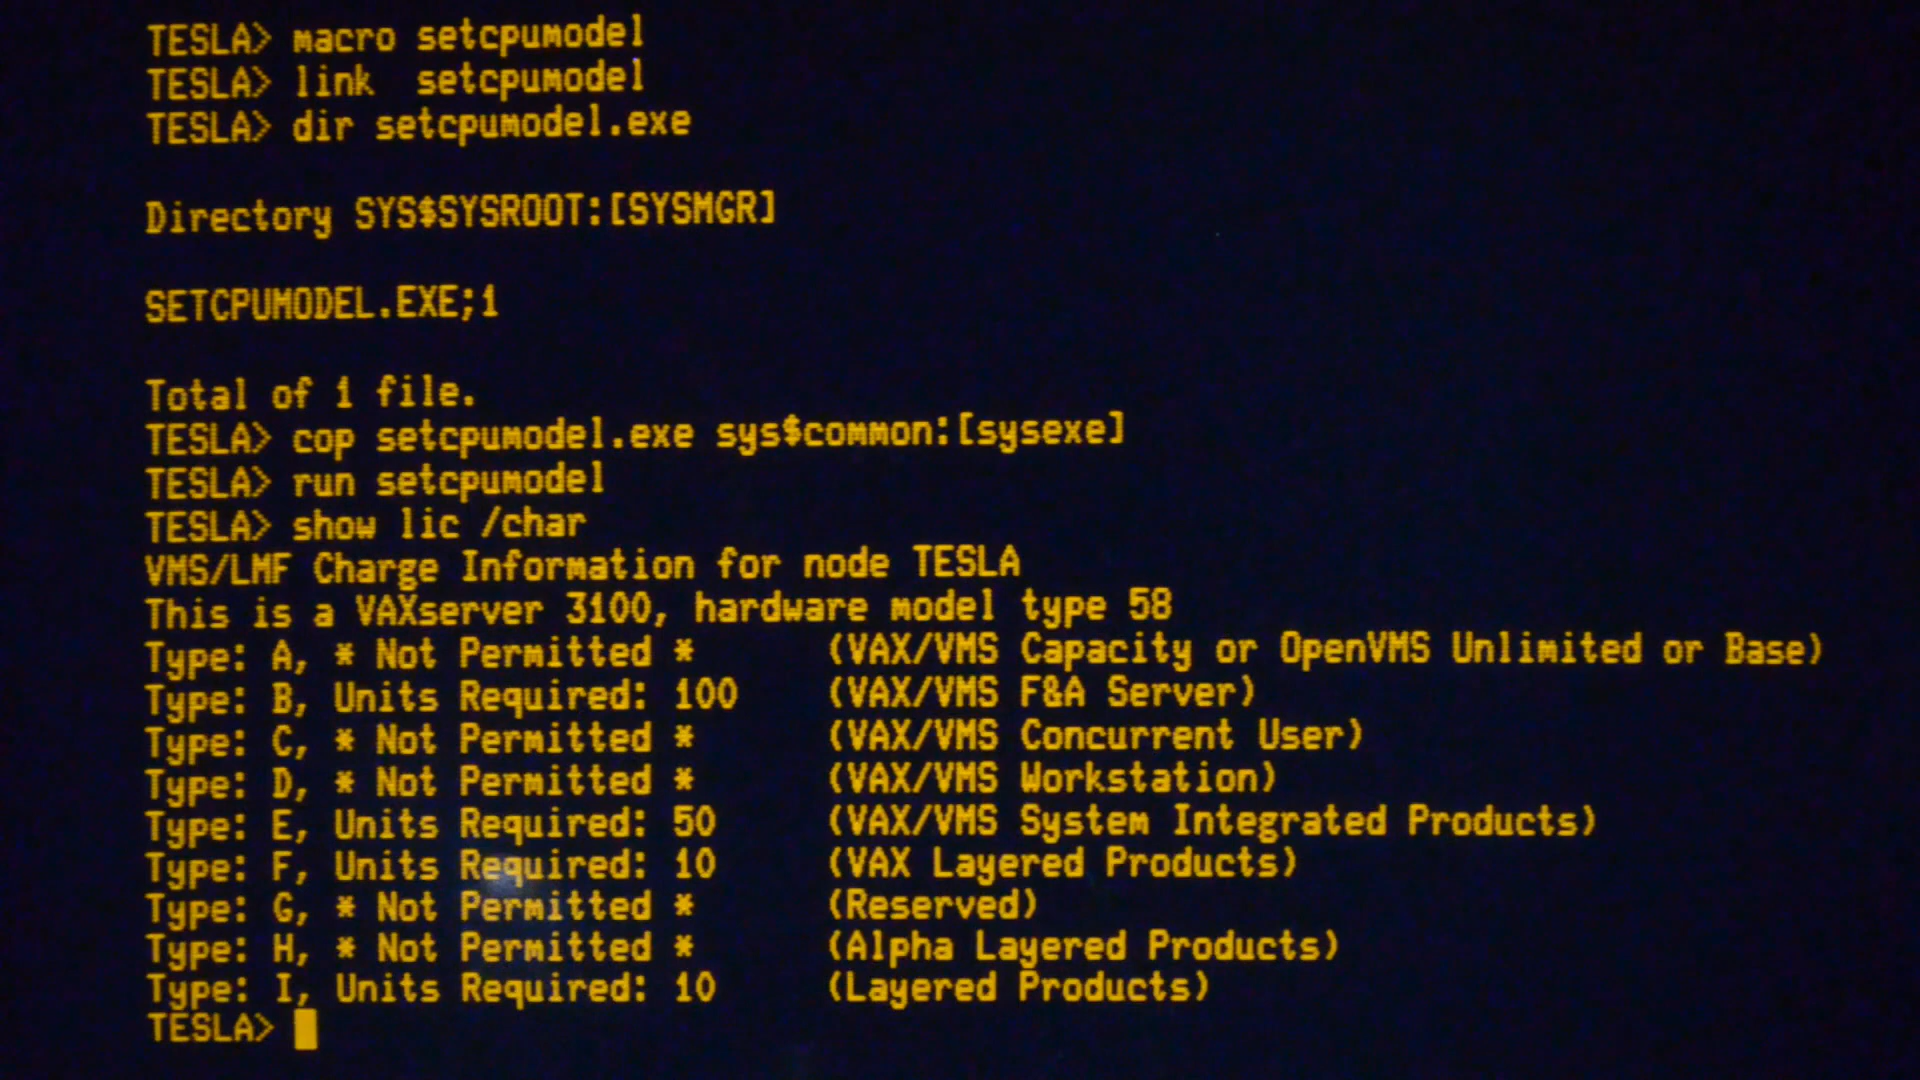 TESLA> macro setcpumodel
TESLA> link  setcpumodel
TESLA> dir setcpumodel.exe
Directory SYS$SYSROOT:[SYSMGR]
SETCPUMODEL.EXE;1
Total of 1 file.
TESLA> cop setcpumodel.exe sys$common:[sysexe]
TESLA> run setcpumodel
TESLA> show lic /char
VMS/LMF Charge Information for node TESLA
This is a VAXserver 3100, hardware model type 58
Type: A, * Not Permitted *      (VAX/VMS Capacity or OpenVMS Unlimited or Base)
Type: B, Units Required: 100    (VAX/VMS F&A Server)
Type: C, * Not Permitted *      (VAX/VMS Concurrent User)
Type: D, * Not Permitted *      (VAX/VMS Workstation)
Type: E, Units Required: 50     (VAX/VMS System Integrated Products)
Type: F, Units Required: 10     (VAX Layered Products)
Type: G, * Not Permitted *      (Reserved)
Type: H, * Not Permitted *      (Alpha Layered Products)
Type: I, Units Required: 10     (Layered Products)
TESLA>